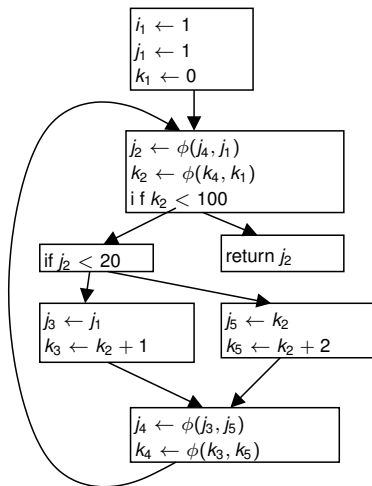 i₁ ← 1
j₁ ← 1
k₁ ← 0
j₂ ← ϕ(j₄, j₁)
k₂ ← ϕ(k₄, k₁)
i f k₂ < 100
if j₂ < 20
return j₂
j₃ ← j₁
k₃ ← k₂ + 1
j₅ ← k₂
k₅ ← k₂ + 2
j₄ ← ϕ(j₃, j₅)
k₄ ← ϕ(k₃, k₅)